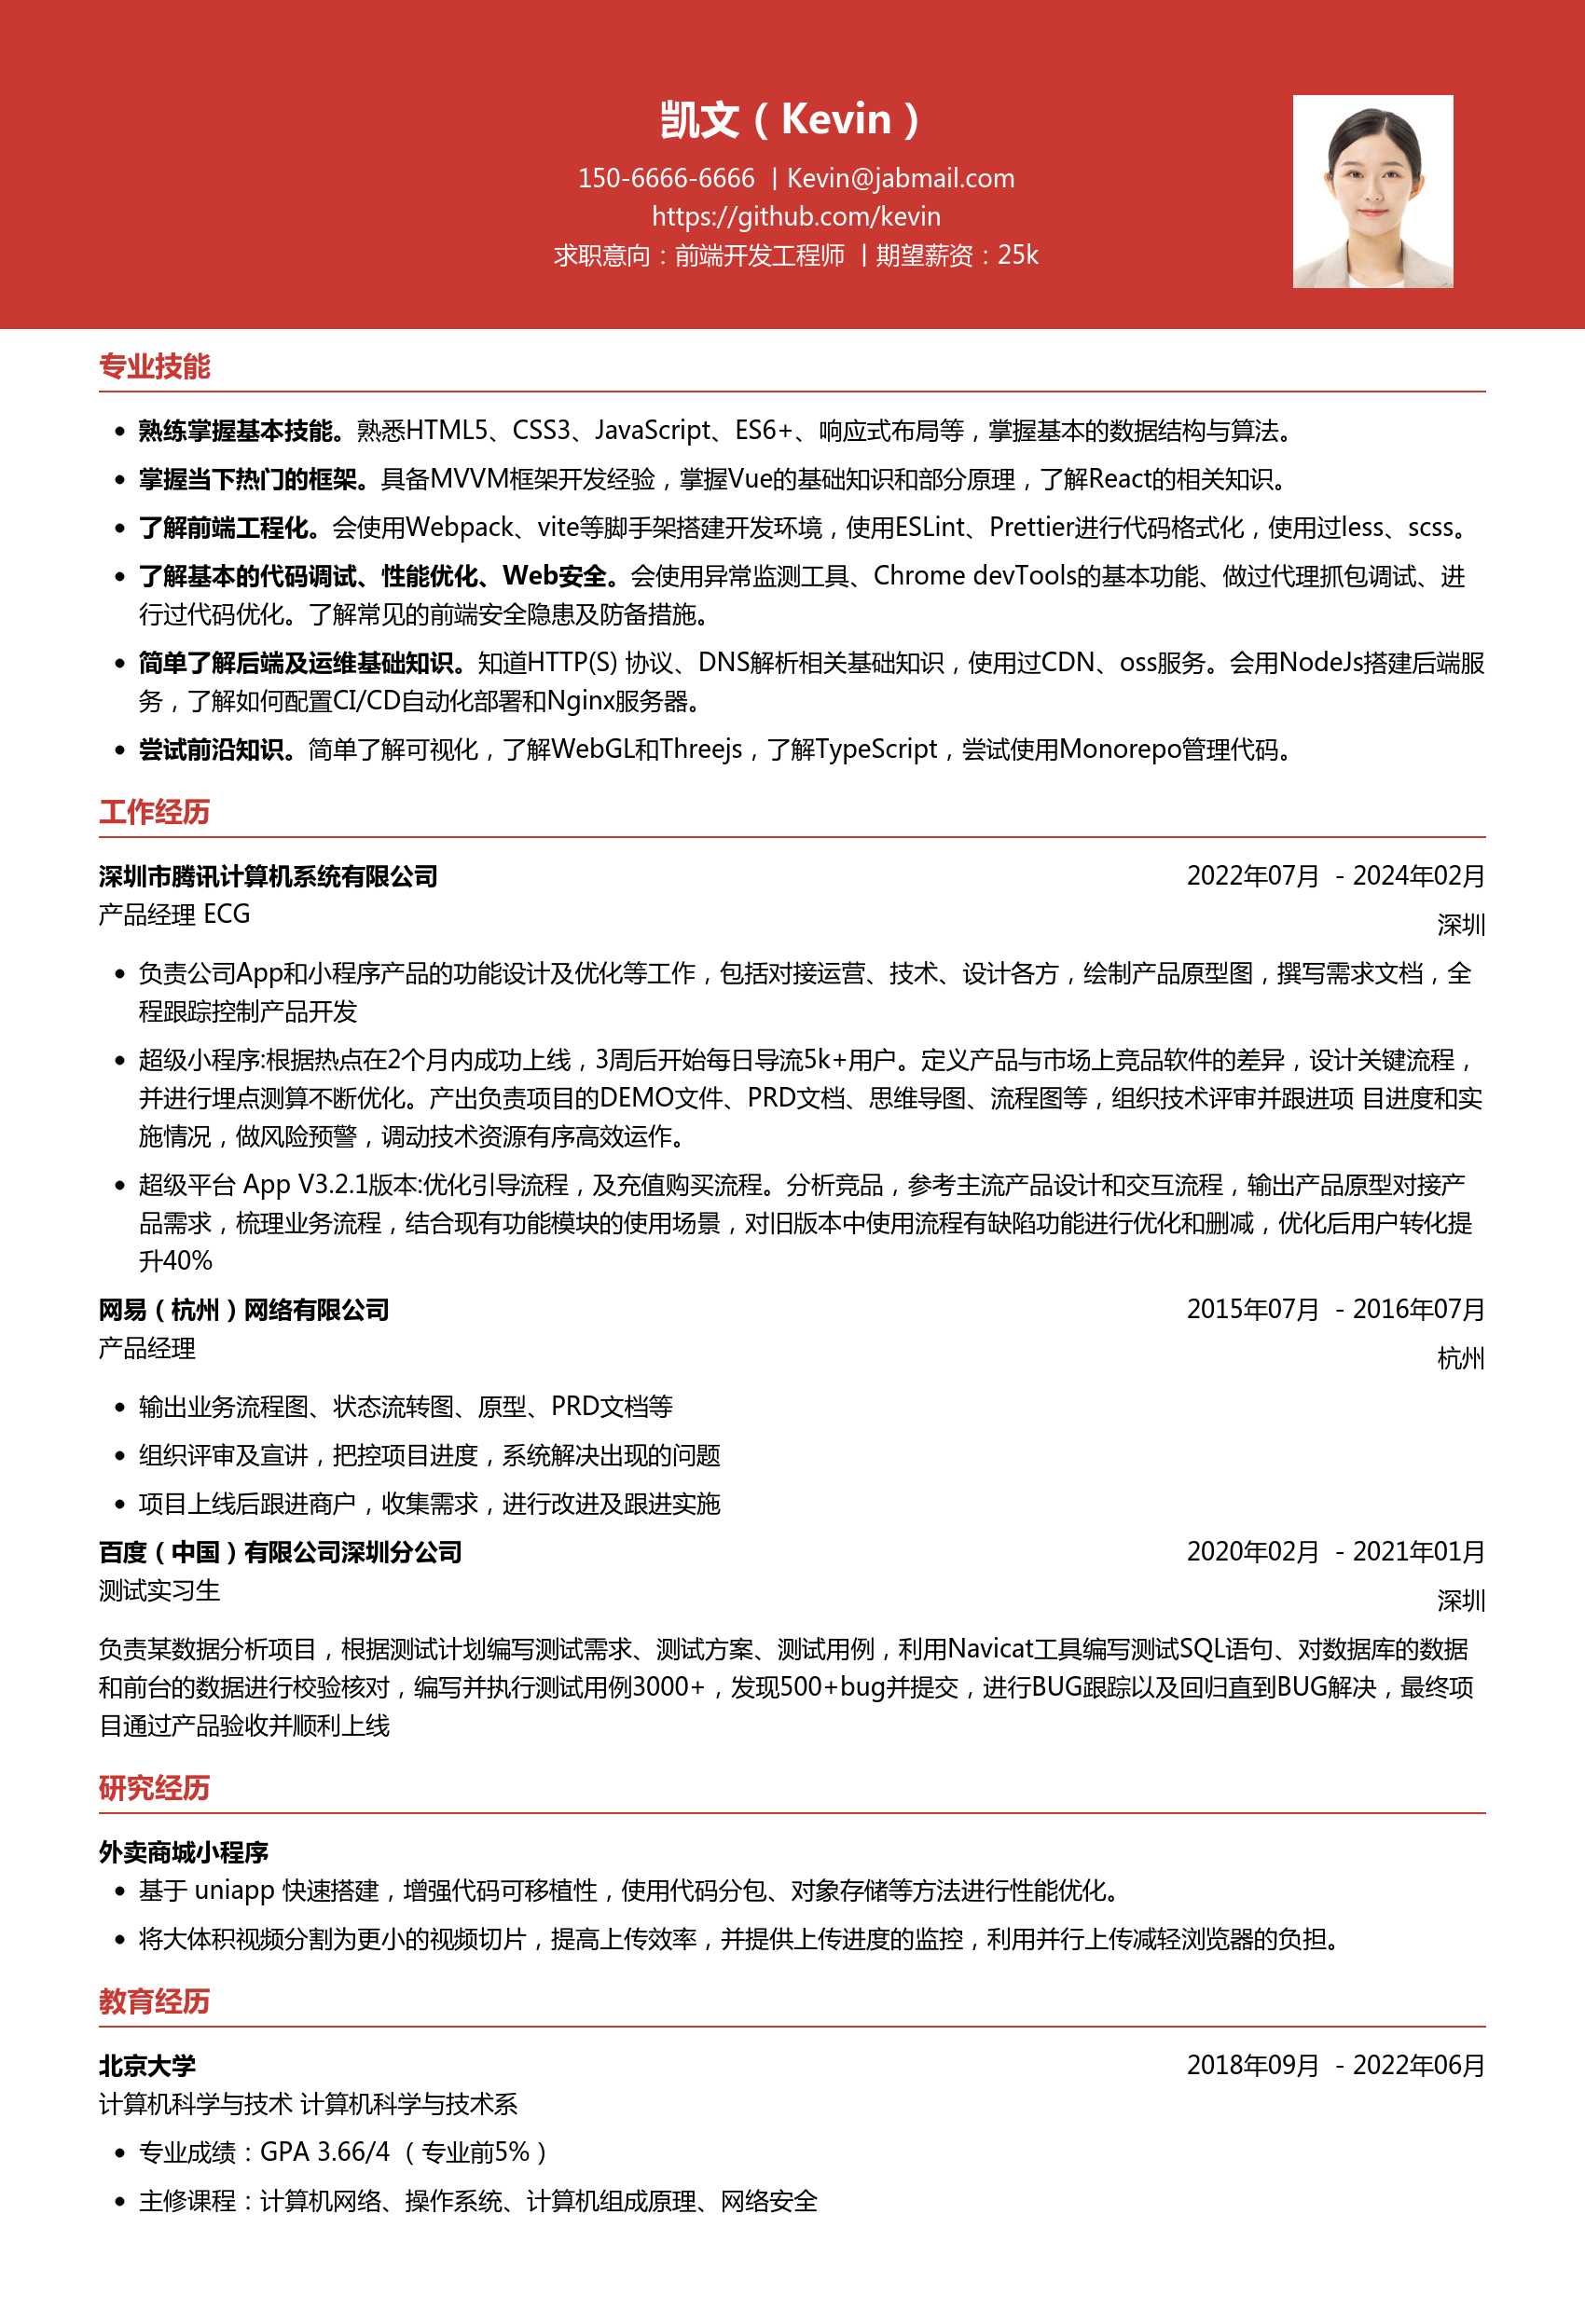 凯文（Kevin）
150-6666-6666 丨Kevin@jabmail.com
https://github.com/kevin
求职意向：前端开发工程师 丨期望薪资：25k
专业技能
熟练掌握基本技能。熟悉HTML5、CSS3、JavaScript、ES6+、响应式布局等，掌握基本的数据结构与算法。
掌握当下热门的框架。具备MVVM框架开发经验，掌握Vue的基础知识和部分原理，了解React的相关知识。
了解前端工程化。会使用Webpack、vite等脚手架搭建开发环境，使用ESLint、Prettier进行代码格式化，使用过less、scss。
了解基本的代码调试、性能优化、Web安全。会使用异常监测工具、Chrome devTools的基本功能、做过代理抓包调试、进
行过代码优化。了解常见的前端安全隐患及防备措施。
简单了解后端及运维基础知识。知道HTTP(S) 协议、DNS解析相关基础知识，使用过CDN、oss服务。会用NodeJs搭建后端服
务，了解如何配置CI/CD自动化部署和Nginx服务器。
尝试前沿知识。简单了解可视化，了解WebGL和Threejs，了解TypeScript，尝试使用Monorepo管理代码。
工作经历
深圳市腾讯计算机系统有限公司 2022年07月 - 2024年02月
产品经理 ECG
深圳
负责公司App和小程序产品的功能设计及优化等工作，包括对接运营、技术、设计各方，绘制产品原型图，撰写需求文档，全
程跟踪控制产品开发
超级小程序:根据热点在2个月内成功上线，3周后开始每日导流5k+用户。定义产品与市场上竞品软件的差异，设计关键流程，
并进行埋点测算不断优化。产出负责项目的DEMO文件、PRD文档、思维导图、流程图等，组织技术评审并跟进项 目进度和实
施情况，做风险预警，调动技术资源有序高效运作。
超级平台 App V3.2.1版本:优化引导流程，及充值购买流程。分析竞品，参考主流产品设计和交互流程，输出产品原型对接产
品需求，梳理业务流程，结合现有功能模块的使用场景，对旧版本中使用流程有缺陷功能进行优化和删减，优化后用户转化提
升40%
网易（杭州）网络有限公司 2015年07月 - 2016年07月
产品经理
杭州
输出业务流程图、状态流转图、原型、PRD文档等
组织评审及宣讲，把控项目进度，系统解决出现的问题
项目上线后跟进商户，收集需求，进行改进及跟进实施
百度（中国）有限公司深圳分公司 2020年02月 - 2021年01月
测试实习生
深圳
负责某数据分析项目，根据测试计划编写测试需求、测试方案、测试用例，利用Navicat工具编写测试SQL语句、对数据库的数据
和前台的数据进行校验核对，编写并执行测试用例3000+，发现500+bug并提交，进行BUG跟踪以及回归直到BUG解决，最终项
目通过产品验收并顺利上线
研究经历
外卖商城小程序
基于 uniapp 快速搭建，增强代码可移植性，使用代码分包、对象存储等方法进行性能优化。
将大体积视频分割为更小的视频切片，提高上传效率，并提供上传进度的监控，利用并行上传减轻浏览器的负担。
教育经历
北京大学 2018年09月 - 2022年06月
计算机科学与技术 计算机科学与技术系
专业成绩：GPA 3.66/4 （专业前5%）
主修课程：计算机网络、操作系统、计算机组成原理、网络安全